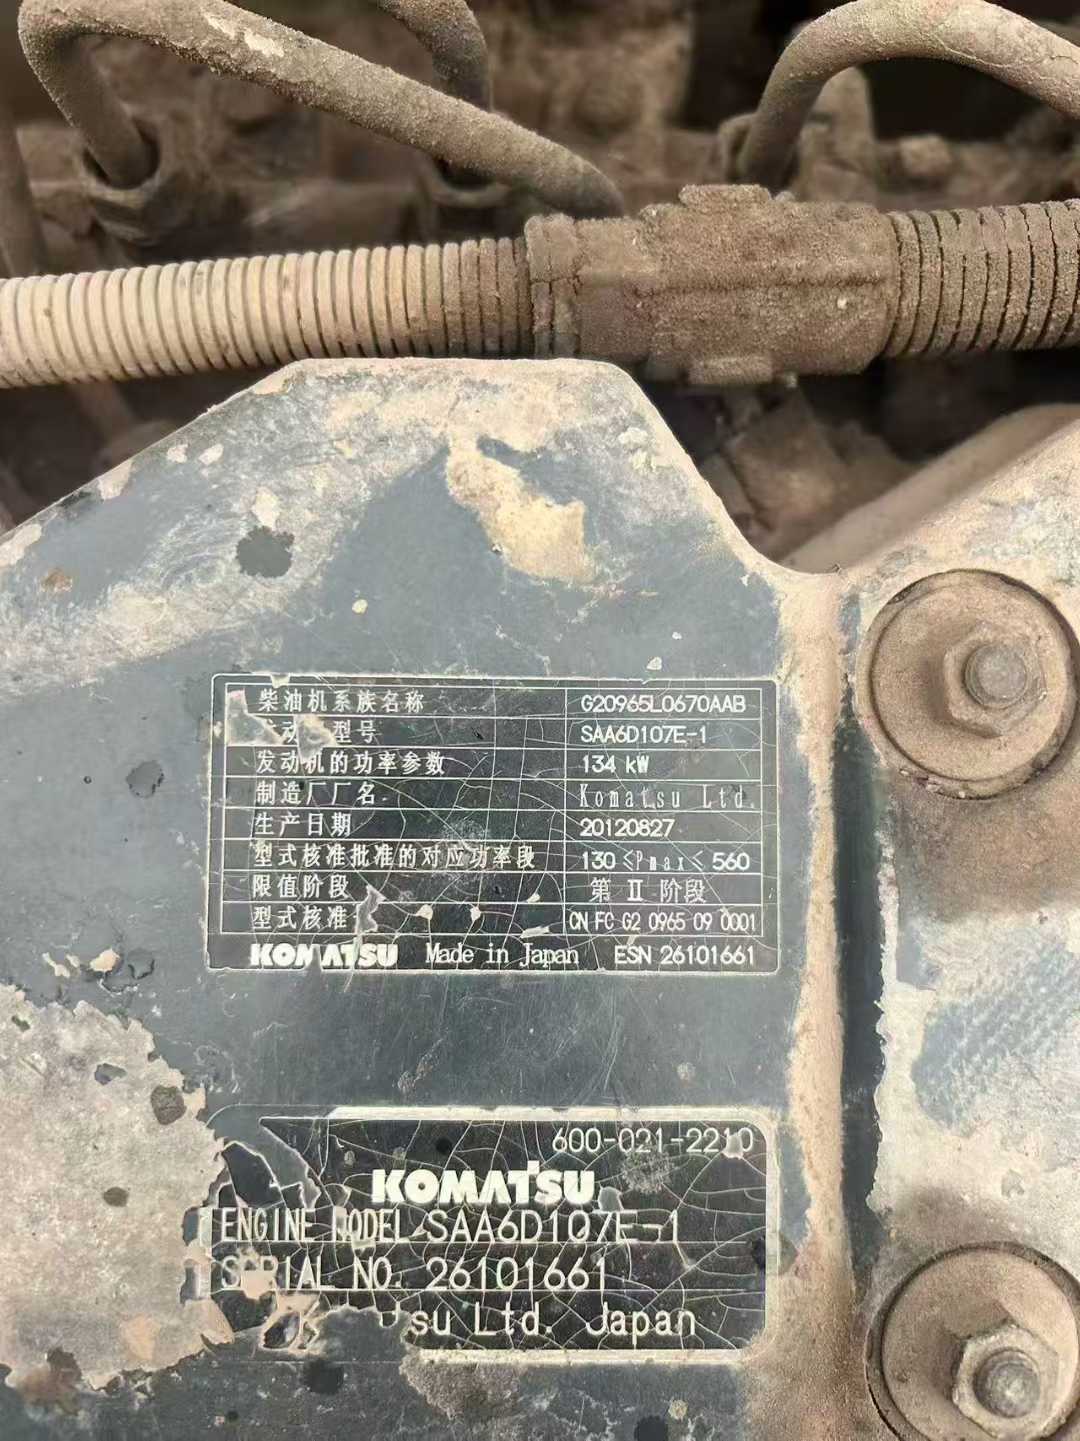 柴油机系族名称 G20965L0670AAB
发动 型号 SAA6D107E-1
发动机的功率参数 134 kW
制造厂厂名 Komatsu Ltd.
生产日期 20120827
型式核准批准的对应功率段 130≤Pmax≤560
限值阶段 第 Ⅱ 阶段
型式核准 CN FC G2 0965 09 0001
KOMATSU Made in Japan ESN 26101661
600-021-2210
KOMATSU
ENGINE MODEL SAA6D107E-1
SERIAL NO. 26101661
Ltd. Japan